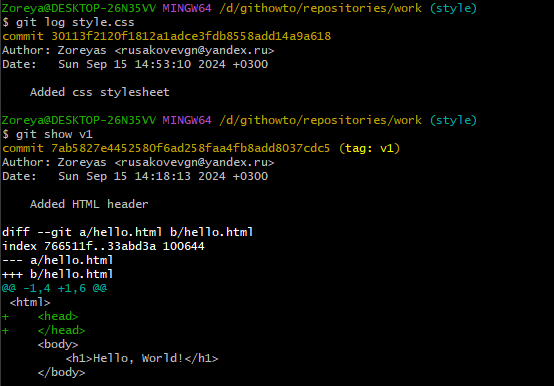 Zoreya@DESKTOP-26N35VV MINGW64 /d/githowto/repositories/work (style)
$ git log style.css
commit 30113f2120f1812a1adce3fdb8558add14a9a618
Author: Zoreyas <rusakovevgn@yandex.ru>
Date:   Sun Sep 15 14:53:10 2024 +0300

    Added css stylesheet

Zoreya@DESKTOP-26N35VV MINGW64 /d/githowto/repositories/work (style)
$ git show v1
commit 7ab5827e4452580f6ad258faa4fb8add8037cdc5 (tag: v1)
Author: Zoreyas <rusakovevgn@yandex.ru>
Date:   Sun Sep 15 14:18:13 2024 +0300

    Added HTML header

diff --git a/hello.html b/hello.html
index 766511f..33abd3a 100644
--- a/hello.html
+++ b/hello.html
@@ -1,4 +1,6 @@
 <html>
+    <head>
+    </head>
     <body>
         <h1>Hello, World!</h1>
     </body>